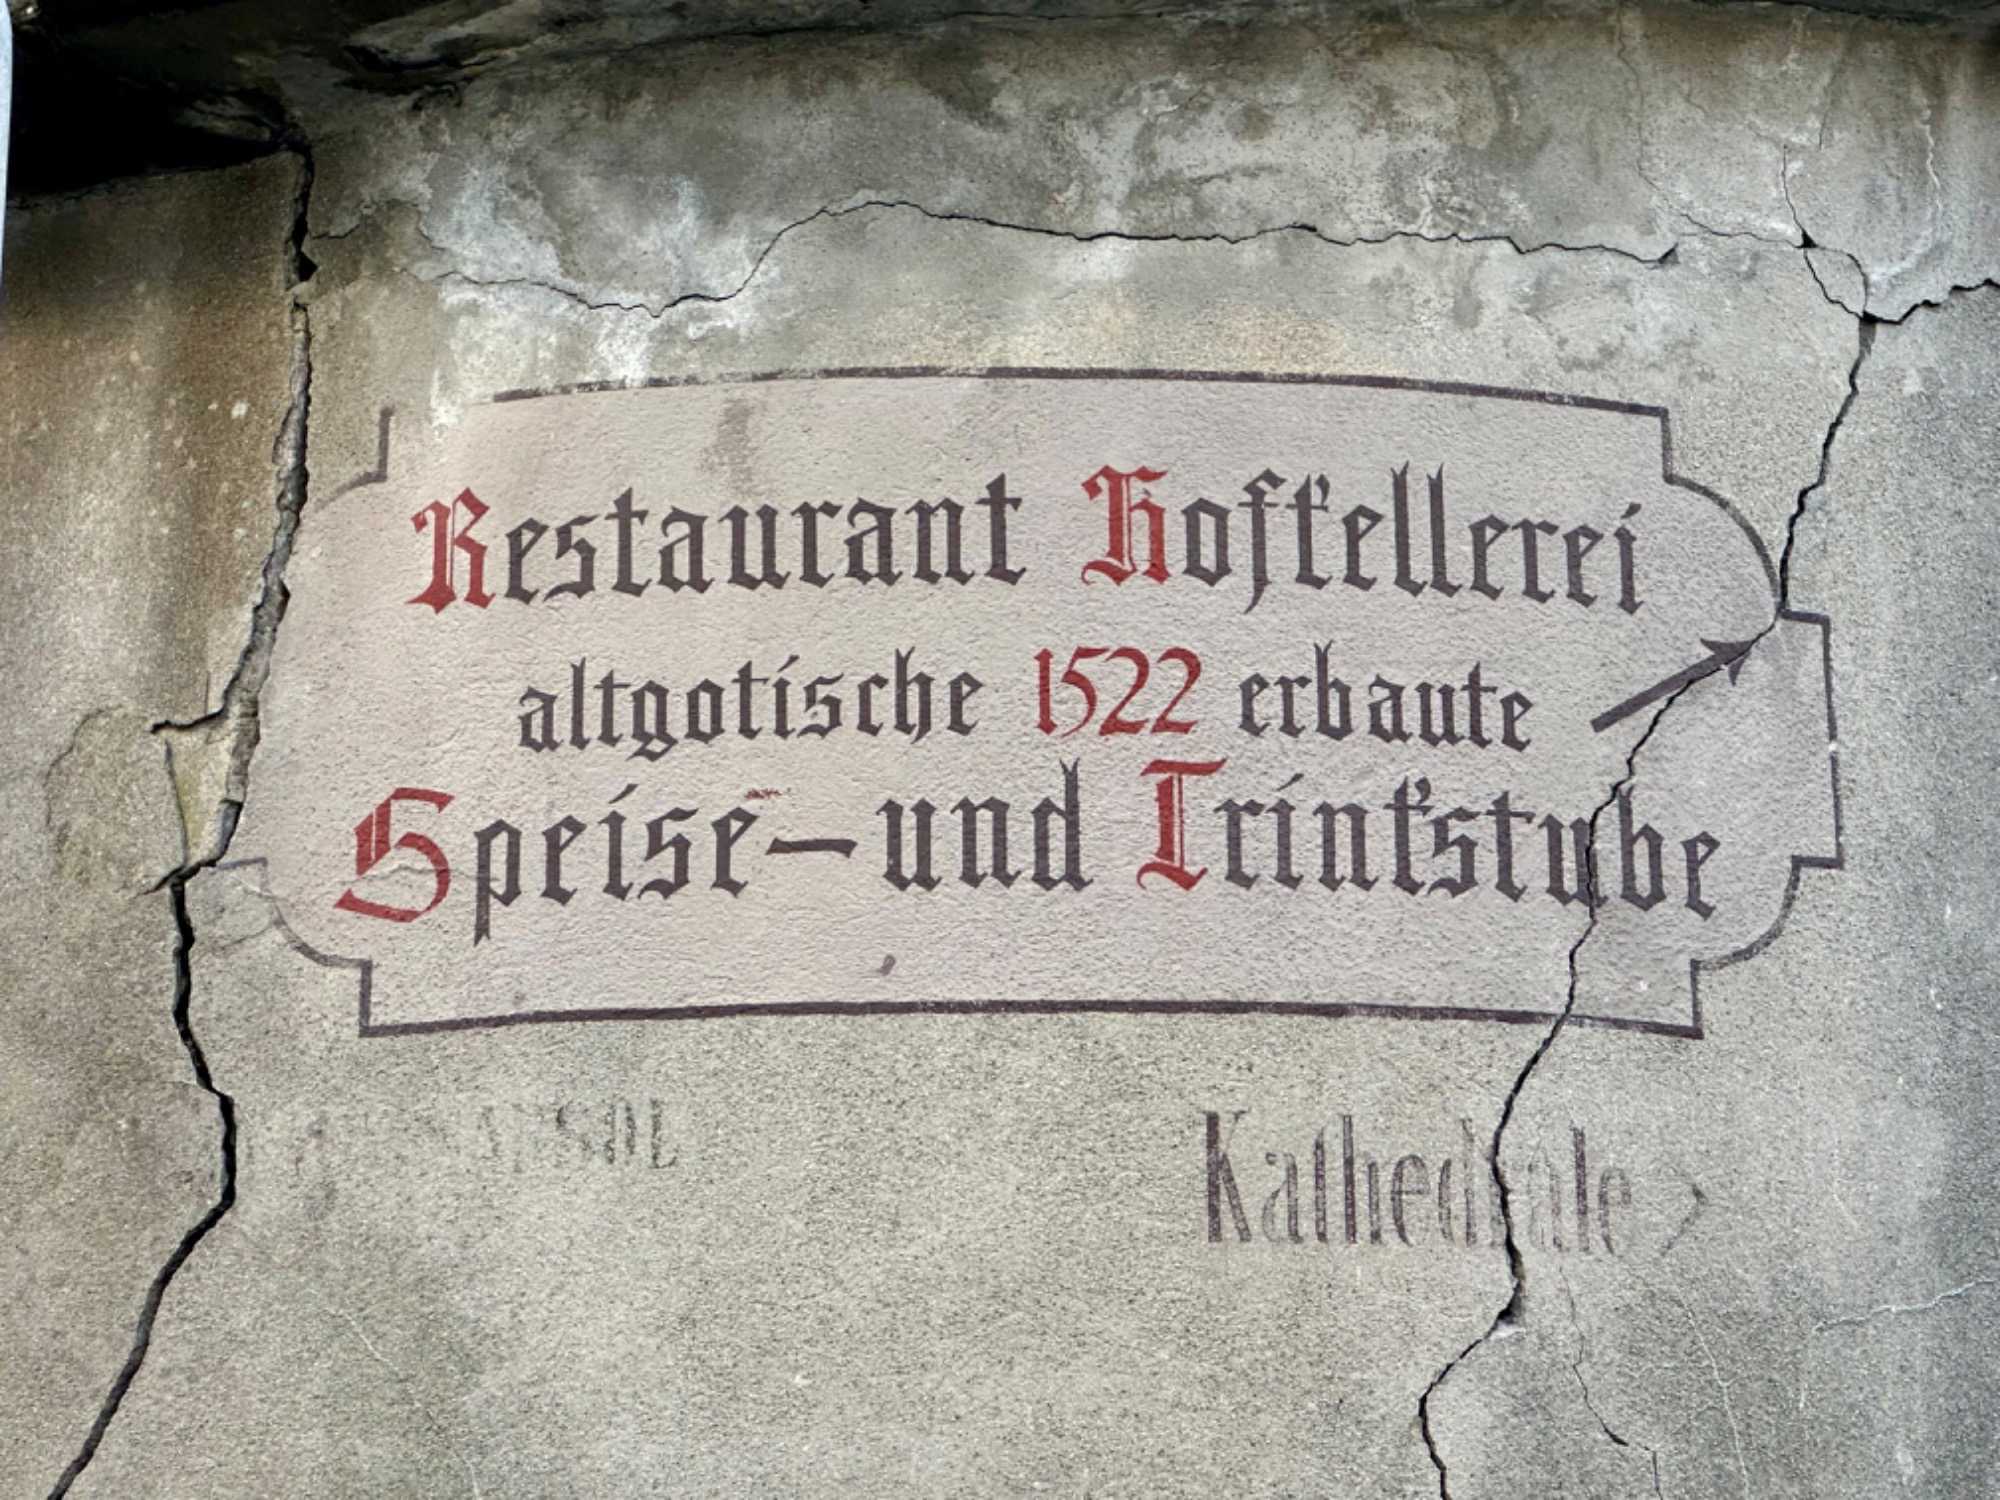 Restaurant Hofkellerei
altgotische 1522 erbaute
Speise- und Trinkstube
Kathedrale